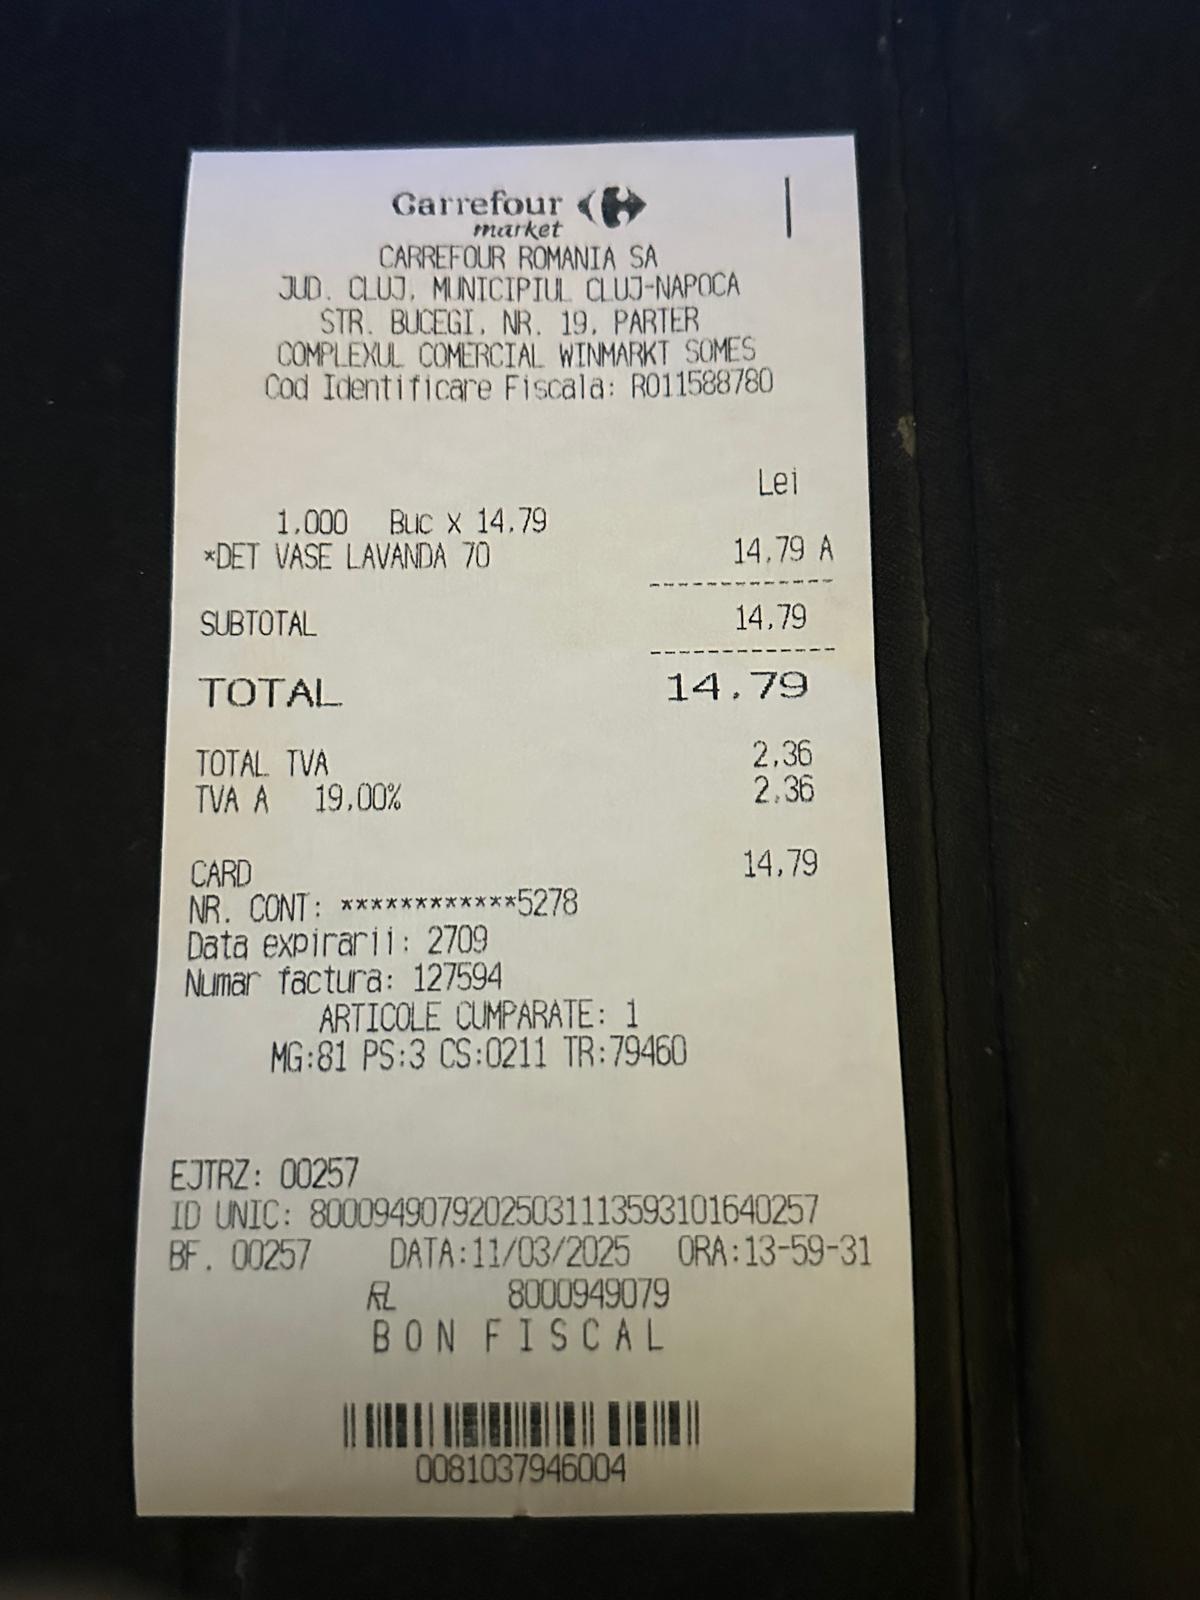 Carrefour
market
CARREFOUR ROMANIA SA
JUD. CLUJ, MUNICIPIUL CLUJ-NAPOCA
STR. BUCEGI, NR. 19, PARTER
COMPLEXUL COMERCIAL WINMARKT SOMES
Cod Identificare Fiscala: RO11588780
Lei
1,000 Buc X 14,79
*DET VASE LAVANDA 70 14,79 A
------------
SUBTOTAL 14,79
------------
TOTAL 14,79
TOTAL TVA 2,36
TVA A 19,00% 2,36
CARD 14,79
NR. CONT: ************5278
Data expirarii: 2709
Numar factura: 127594
ARTICOLE CUMPARATE: 1
MG:81 PS:3 CS:0211 TR:79460
EJTRZ: 00257
ID UNIC: 8000949079202503111359310164​0257
BF. 00257 DATA:11/03/2025 ORA:13-59-31
8000949079
BON FISCAL
0081037946004